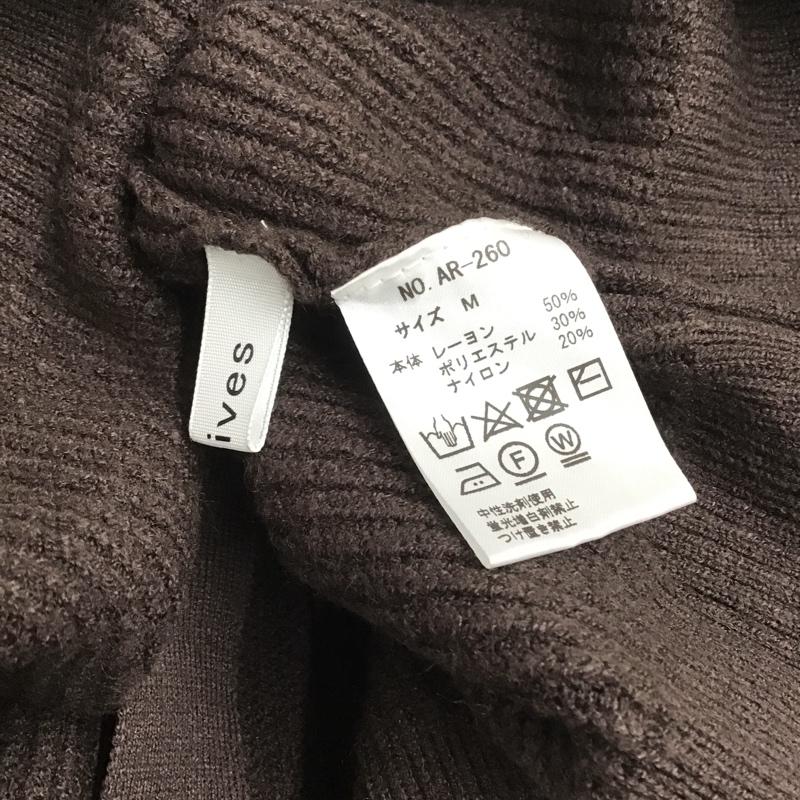 ives
NO. AR-260
サイズ M
本体 レーヨン 50%
ポリエステル 30%
ナイロン 20%
F
W
中性洗剤使用
蛍光増白剤禁止
つけ置き禁止